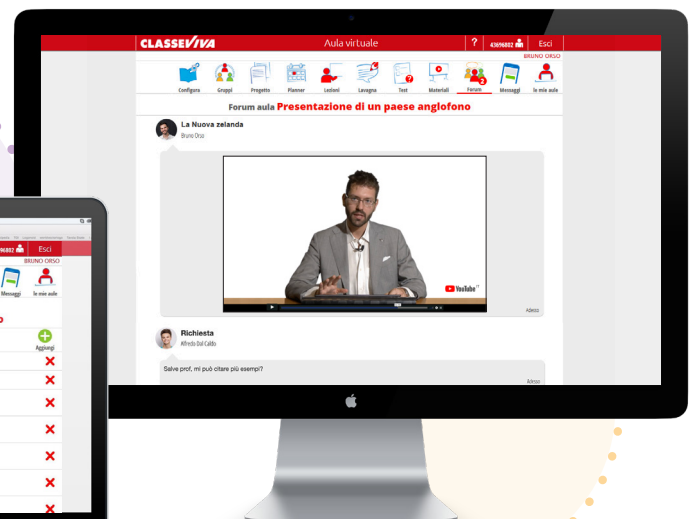 CLASSEVIVA
Aula virtuale
?
43696802
Esci
BRUNO ORSO
Configura
Gruppi
Progetto
Planner
Lezioni
Lavagna
Test
Materiali
Forum
2
Messaggi
le mie aule
Forum aula Presentazione di un paese anglofono
La Nuova zelanda
Bruno Orso
YouTube
Adesso
Richiesta
Alfredo Dal Caldo
Salve prof, mi può citare più esempi?
Adesso
96802
Esci
BRUNO ORSO
Messaggi
le mie aule
Aggiungi